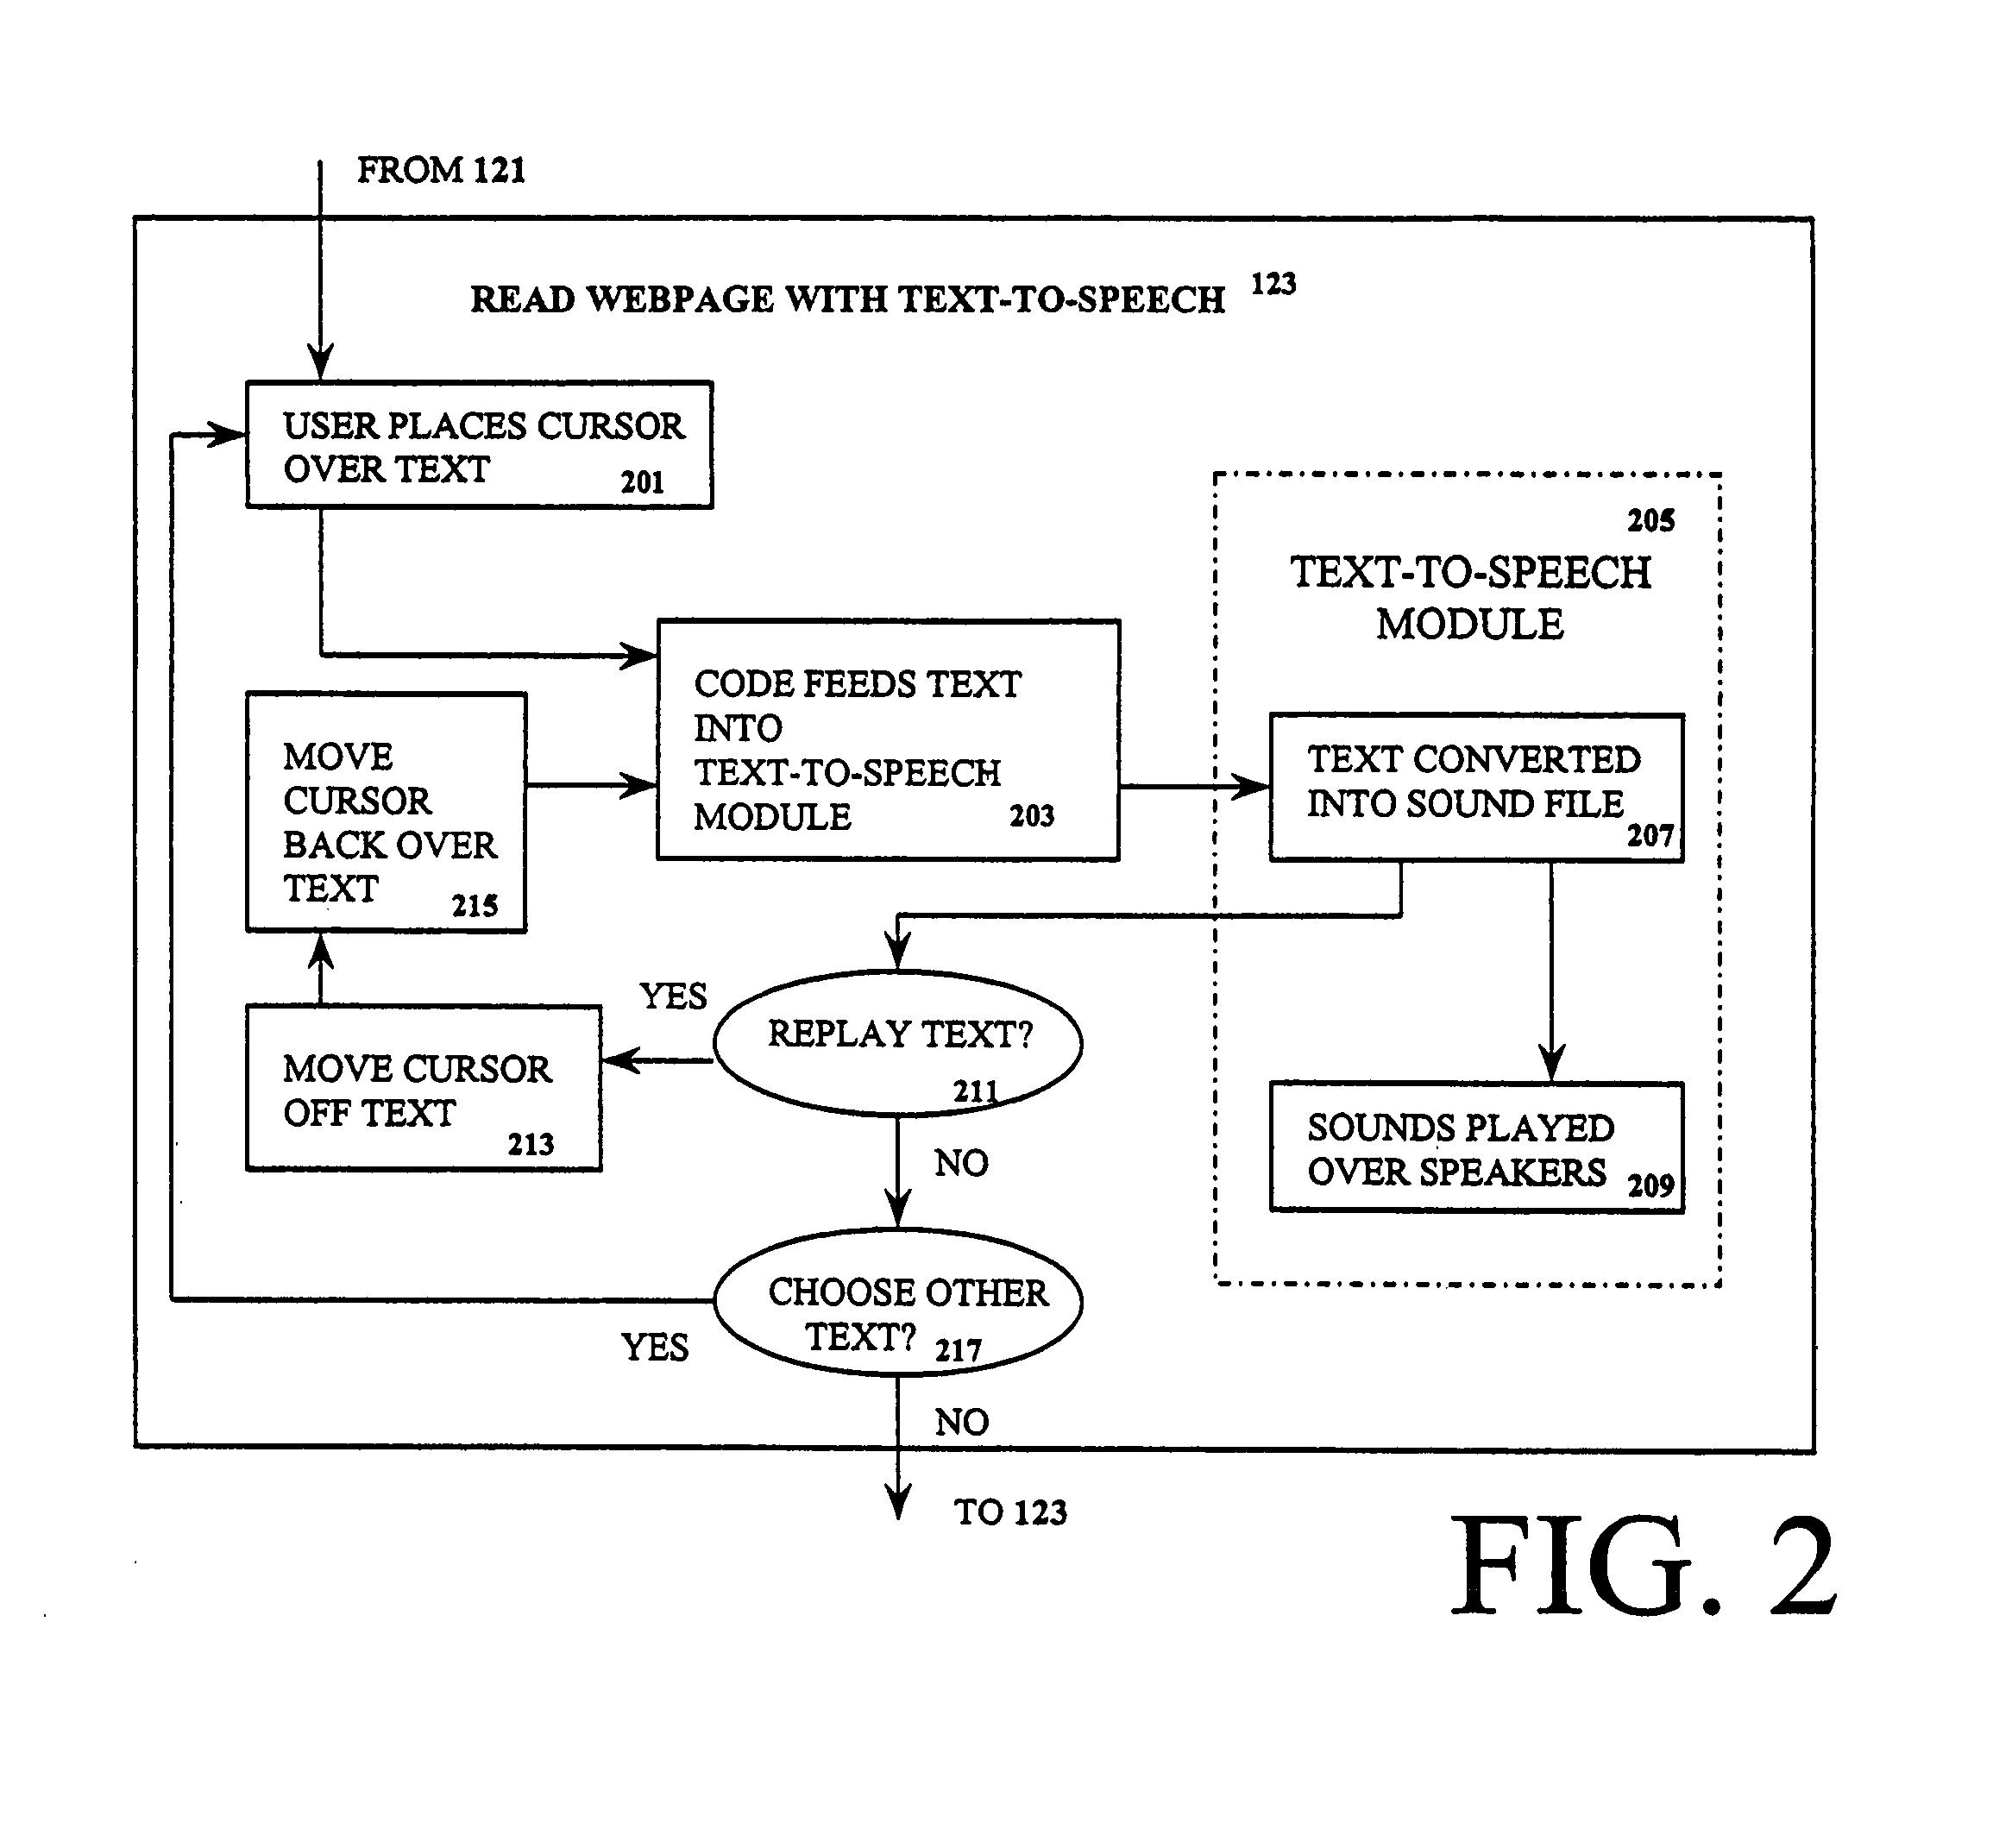 FROM 121
READ WEBPAGE WITH TEXT-TO-SPEECH 123
USER PLACES CURSOR
OVER TEXT 201
205
TEXT-TO-SPEECH
MODULE
CODE FEEDS TEXT
INTO
TEXT-TO-SPEECH
MODULE 203
MOVE
CURSOR
BACK OVER
TEXT 215
TEXT CONVERTED
INTO SOUND FILE
207
YES
REPLAY TEXT?
211
MOVE CURSOR
OFF TEXT
213
NO
SOUNDS PLAYED
OVER SPEAKERS 209
CHOOSE OTHER
TEXT? 217
YES
NO
TO 123
FIG. 2